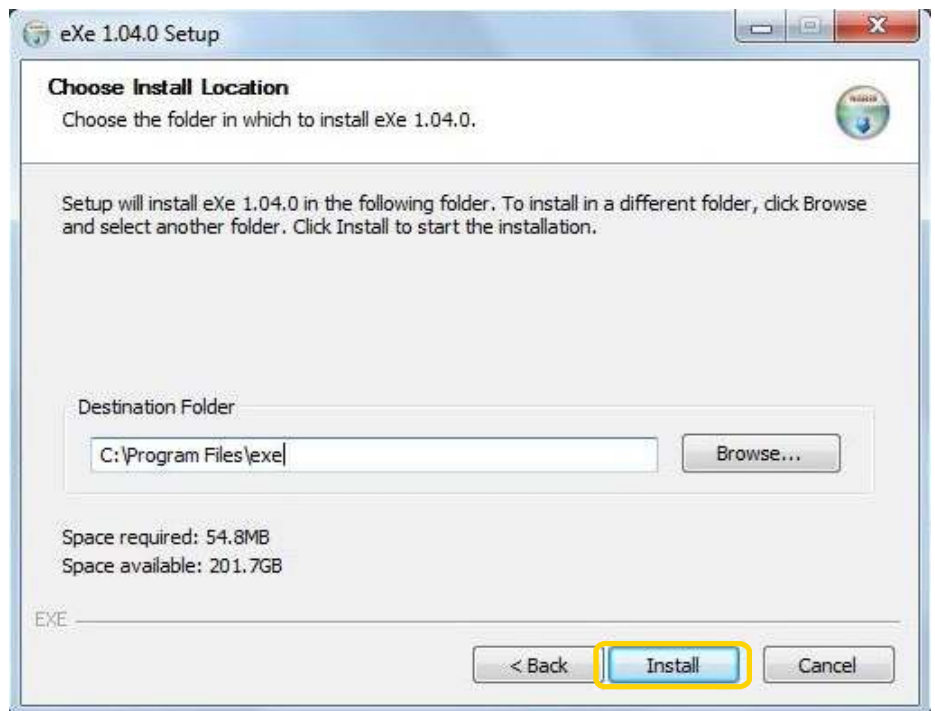 eXe 1.04.0 Setup
Choose Install Location
Choose the folder in which to install eXe 1.04.0.
Setup will install eXe 1.04.0 in the following folder. To install in a different folder, click Browse
and select another folder. Click Install to start the installation.
Destination Folder
C:\Program Files\exe
Browse...
Space required: 54.8MB
Space available: 201.7GB
EXE
< Back Install Cancel